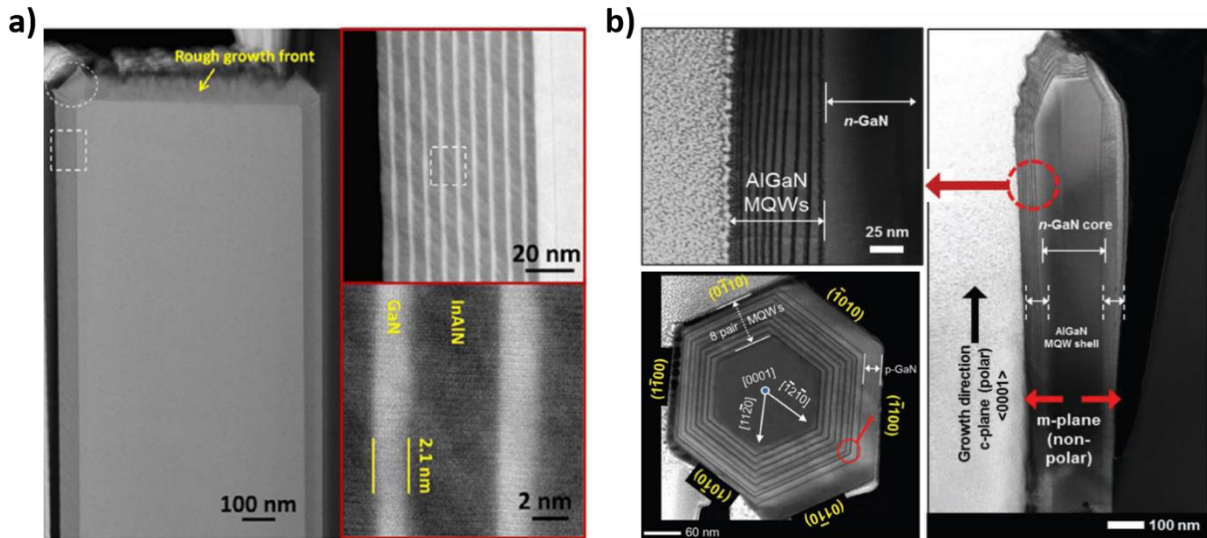 a)
Rough growth front
100 nm
20 nm
GaN
InAlN
2.1 nm
2 nm
b)
n-GaN
AlGaN
MQWs
25 nm
(01̄10)
(1̄010)
8 pair MQWs
p-GaN
(11̄00)
[0001]
[1̄21̄0]
[112̄0]
(1̄100)
(101̄0)
(011̄0)
60 nm
n-GaN core
AlGaN
MQW shell
Growth direction
c-plane (polar)
<0001>
m-plane
(non-
polar)
100 nm